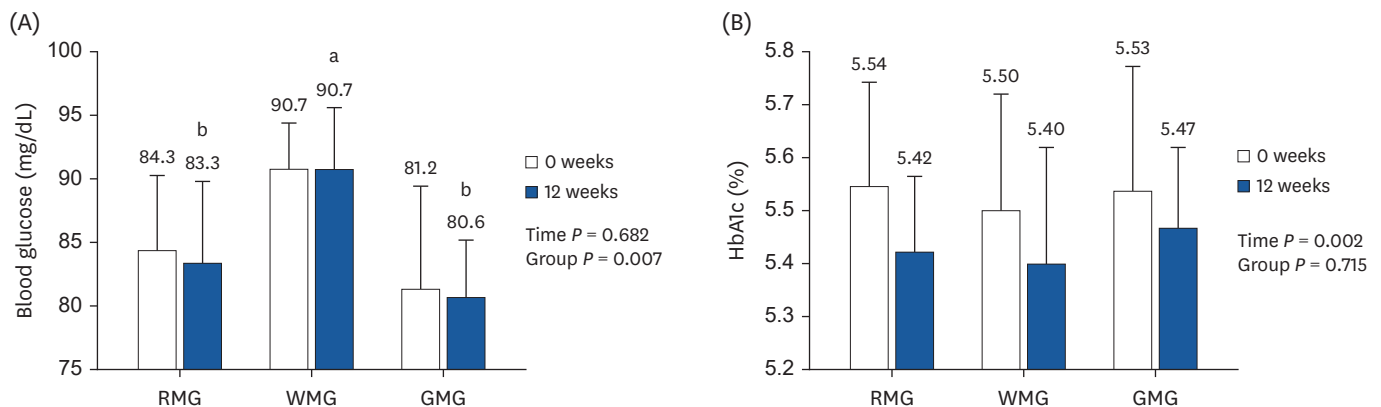 (A)
Blood glucose (mg/dL)
100
95
90
85
80
75
84.3
b
83.3
90.7
a
90.7
81.2
b
80.6
RMG
WMG
GMG
0 weeks
12 weeks
Time P = 0.682
Group P = 0.007
(B)
HbA1c (%)
5.8
5.7
5.6
5.5
5.4
5.3
5.2
5.54
5.42
5.50
5.40
5.53
5.47
RMG
WMG
GMG
0 weeks
12 weeks
Time P = 0.002
Group P = 0.715